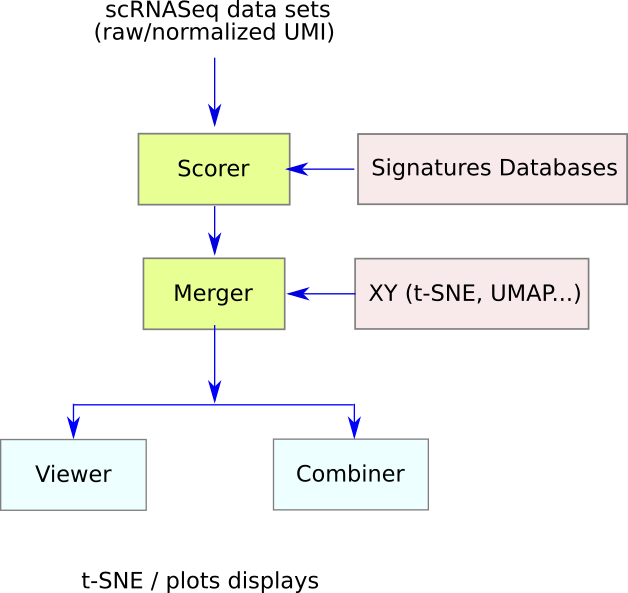 scRNASeq data sets
(raw/normalized UMI)
Scorer
Signatures Databases
Merger
XY (t-SNE, UMAP...)
Viewer
Combiner
t-SNE / plots displays